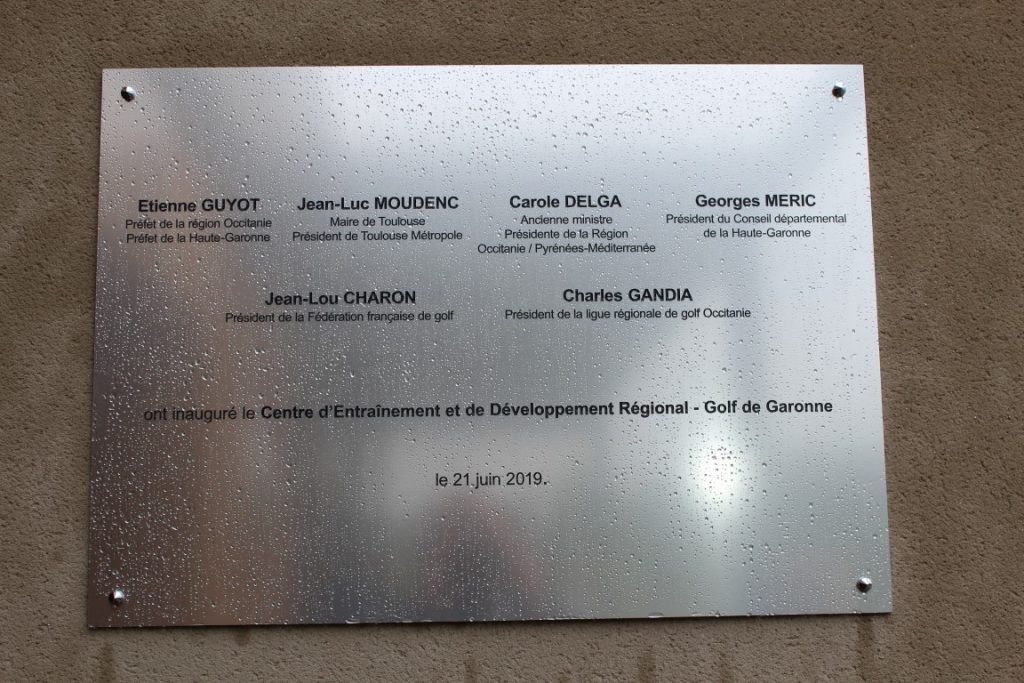 Etienne GUYOT
Préfet de la région Occitanie
Préfet de la Haute-Garonne
Jean-Luc MOUDENC
Maire de Toulouse
Président de Toulouse Métropole
Carole DELGA
Ancienne ministre
Présidente de la Région
Occitanie / Pyrénées-Méditerranée
Georges MERIC
Président du Conseil départemental
de la Haute-Garonne
Jean-Lou CHARON
Président de la Fédération française de golf
Charles GANDIA
Président de la ligue régionale de golf Occitanie
ont inauguré le Centre d'Entraînement et de Développement Régional - Golf de Garonne
le 21 juin 2019.